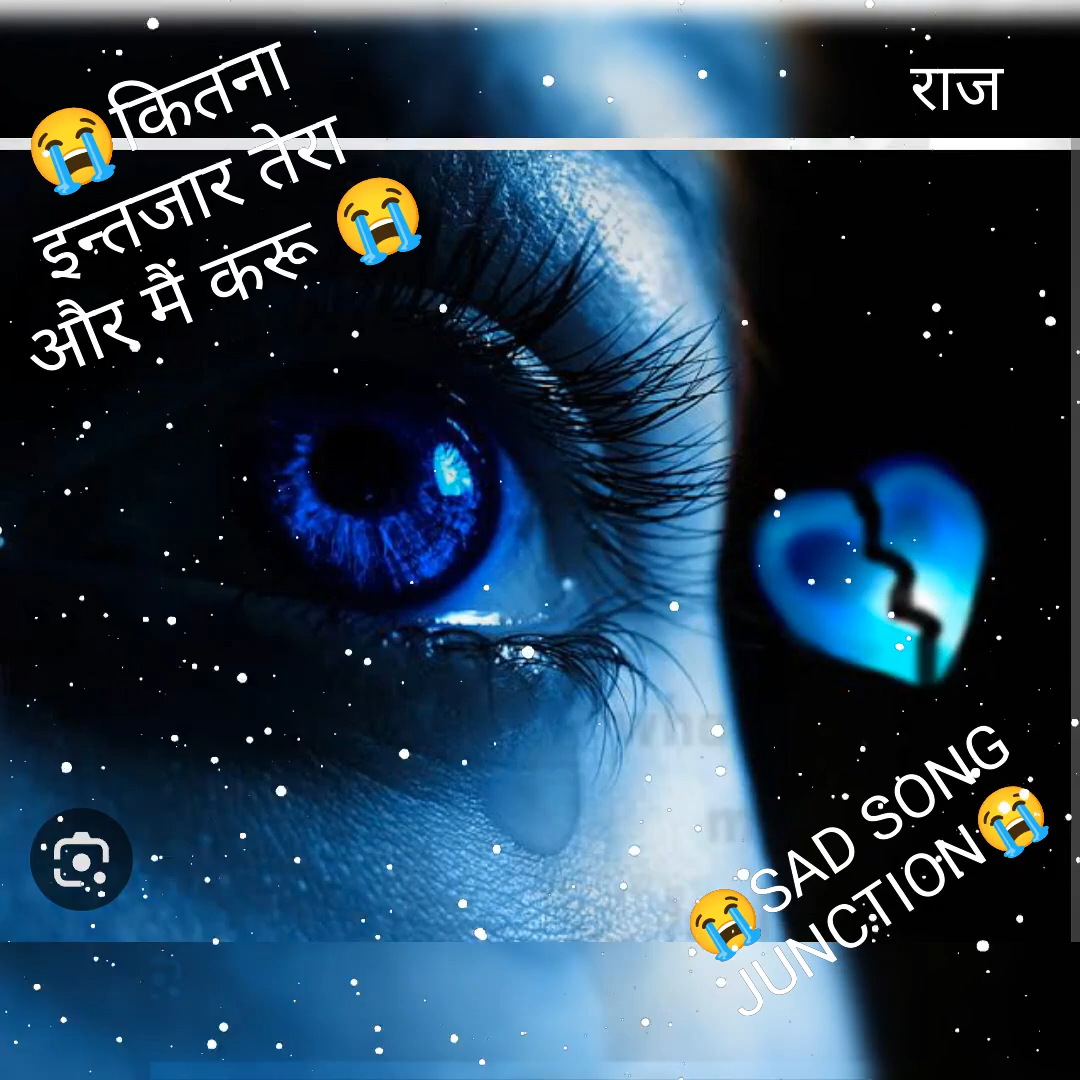 😭कितना
इन्तजार तेरा
और मैं करू 😭
राज
😭SAD SONG
JUNCTION😭